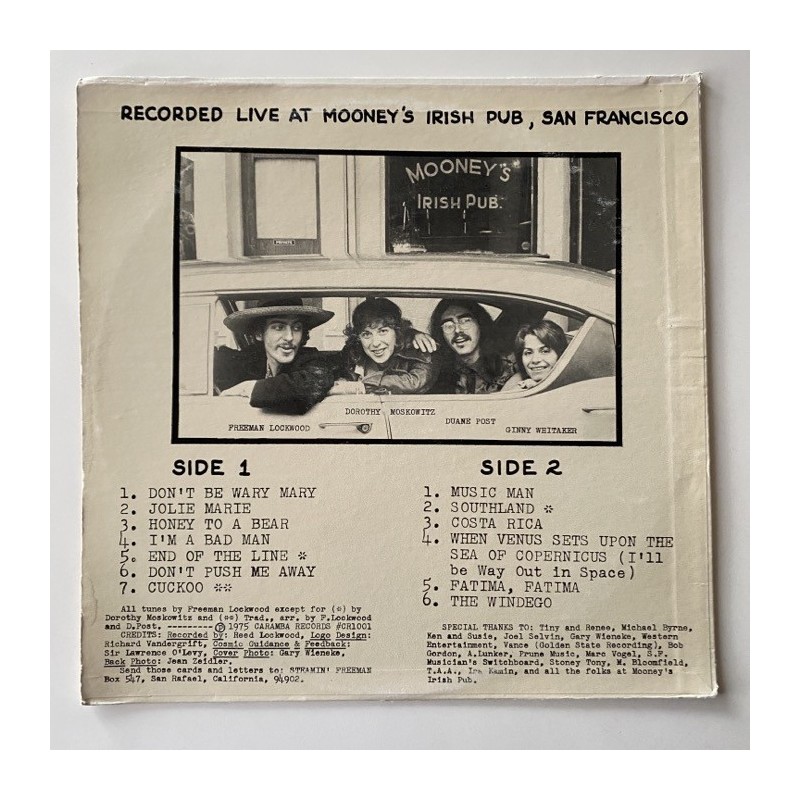 RECORDED LIVE AT MOONEY'S IRISH PUB, SAN FRANCISCO
MOONEY'S
IRISH PUB.
PRIVATE
DOROTHY MOSKOWITZ
FREEMAN LOCKWOOD
DUANE POST
GINNY WHITAKER
SIDE 1
1. DON'T BE WARY MARY
2. JOLIE MARIE
3. HONEY TO A BEAR
4. I'M A BAD MAN
5. END OF THE LINE *
6. DON'T PUSH ME AWAY
7. CUCKOO **
All tunes by Freeman Lockwood except for (*) by
Dorothy Moskowitz and (**) Trad., arr. by F.Lockwood
and D.Post. --------- Ⓟ 1975 CARAMBA RECORDS #CR1001
CREDITS: Recorded by: Reed Lockwood, Logo Design:
Richard Vandergrift, Cosmic Guidance & Feedback:
Sir Lawrence O'Levy, Cover Photo: Gary Wieneke,
Back Photo: Jean Zeidler.
Send those cards and letters to: STEAMIN' FREEMAN
Box 547, San Rafael, California, 94902.
SIDE 2
1. MUSIC MAN
2. SOUTHLAND *
3. COSTA RICA
4. WHEN VENUS SETS UPON THE
SEA OF COPERNICUS (I'll
be Way Out in Space)
5. FATIMA, FATIMA
6. THE WINDEGO
SPECIAL THANKS TO: Tiny and Renee, Michael Byrne,
Ken and Susie, Joel Selvin, Gary Wieneke, Western
Entertainment, Vance (Golden State Recording), Bob
Gordon, A.Lunker, Prune Music, Marc Vogel, S.F.
Musician's Switchboard, Stoney Tony, M. Bloomfield,
T.A.A., Ira Kamin, and all the folks at Mooney's
Irish Pub.